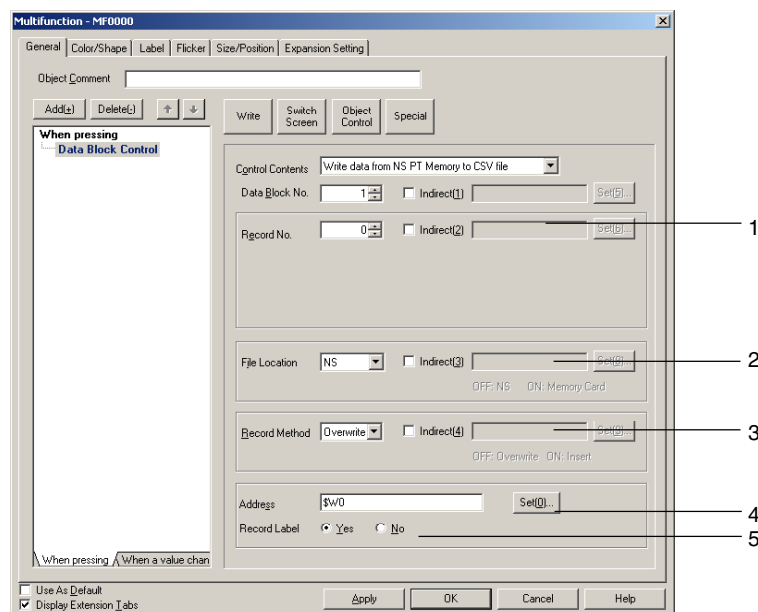 Multifunction - MF0000
General Color/Shape Label Flicker Size/Position Expansion Setting
Object Comment
Add(+) Delete(-)
Write Switch Screen Object Control Special
When pressing
Data Block Control
Control Contents Write data from NS PT Memory to CSV file
Data Block No. 1 Indirect(1) Set(5)...
Record No. 0 Indirect(2) Set(6)... 1
File Location NS Indirect(3) 2
OFF: NS ON: Memory Card
Record Method Overwrite Indirect(4) 3
OFF: Overwrite ON: Insert
Address $W0 Set(0)... 4
Record Label Yes No 5
When pressing When a value chan
Use As Default
Display Extension Tabs
Apply OK Cancel Help